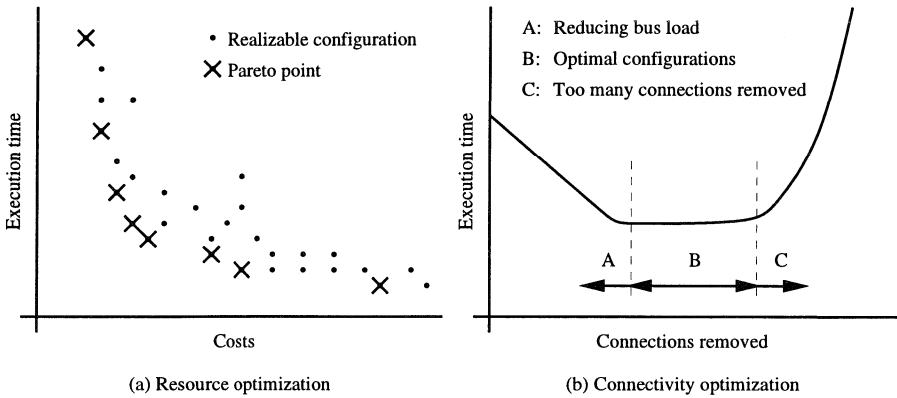 Execution time
Realizable configuration
Pareto point
Costs
(a) Resource optimization
Execution time
A: Reducing bus load
B: Optimal configurations
C: Too many connections removed
A
B
C
Connections removed
(b) Connectivity optimization